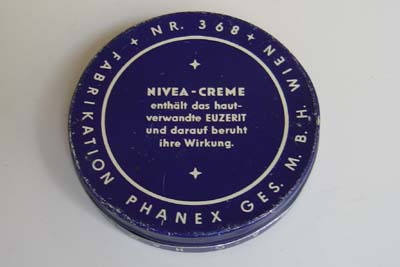 + NR. 368 +
NIVEA-CREME
enthält das haut-
verwandte EUZERIT
und darauf beruht
ihre Wirkung.
FABRIKATION PHANEX GES. M. B. H. WIEN